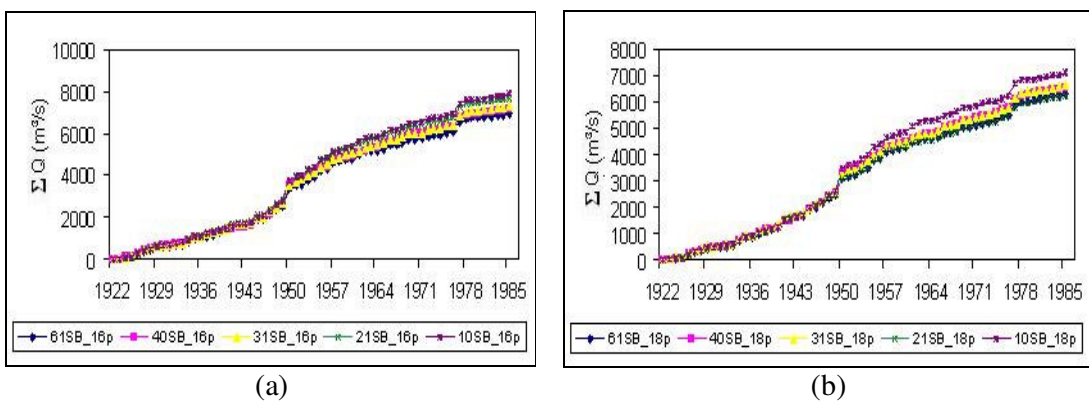 10000
8000
6000
4000
2000
0
Σ Q (m³/s)
1922 1929 1936 1943 1950 1957 1964 1971 1978 1985
61SB_16p 40SB_16p 31SB_16p 21SB_16p 10SB_16p
(a)
8000
7000
6000
5000
4000
3000
2000
1000
0
Σ Q (m³/s)
1922 1929 1936 1943 1950 1957 1964 1971 1978 1985
61SB_18p 40SB_18p 31SB_18p 21SB_18p 10SB_18p
(b)